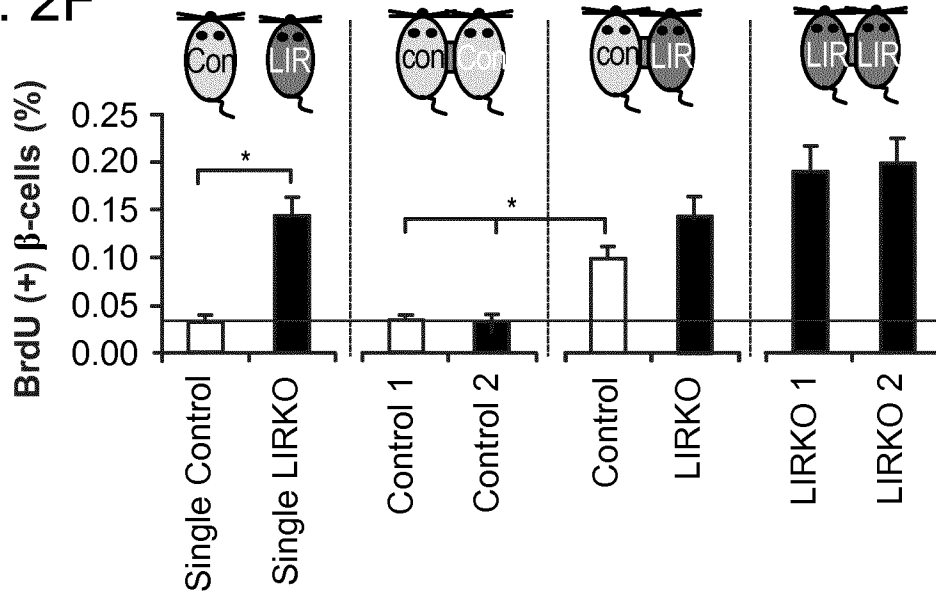 . 2F
Con LIR con Con con LIR LIR LIR
BrdU (+) β-cells (%)
0.25
0.20
0.15
0.10
0.05
0.00
*
*
Single Control
Single LIRKO
Control 1
Control 2
Control
LIRKO
LIRKO 1
LIRKO 2